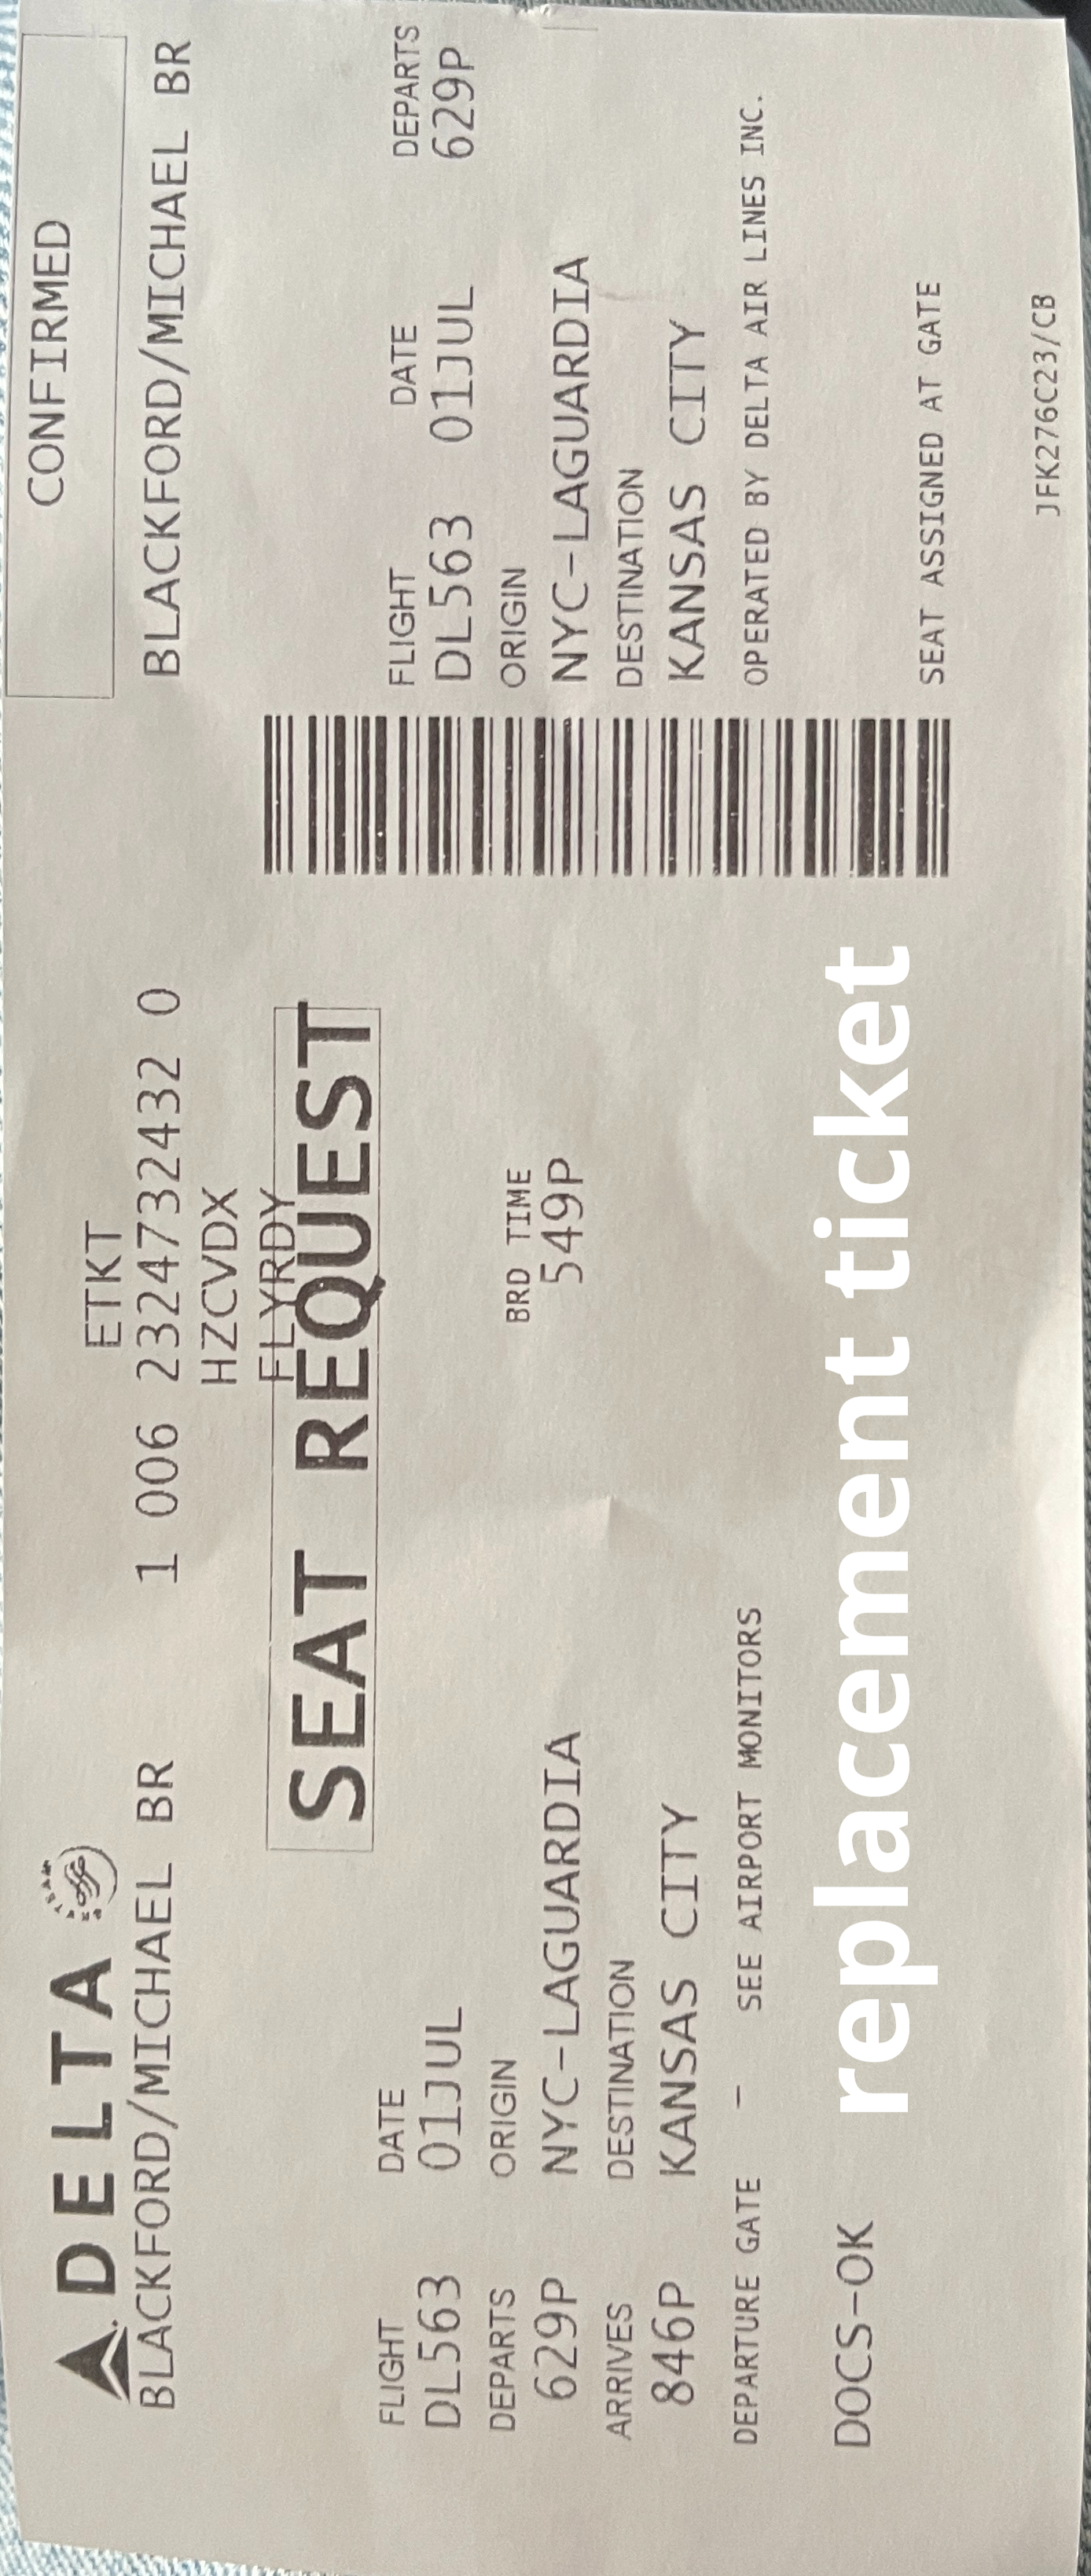 DELTA
BLACKFORD/MICHAEL BR
ETKT
1 006 2324732432 0
HZCVDX
FLYRDY
SEAT REQUEST
FLIGHT DATE
DL563 01JUL
DEPARTS ORIGIN
629P NYC-LAGUARDIA
BRD TIME
549P
ARRIVES DESTINATION
846P KANSAS CITY
DEPARTURE GATE - SEE AIRPORT MONITORS
DOCS-OK
replacement ticket
CONFIRMED
BLACKFORD/MICHAEL BR
FLIGHT DATE DEPARTS
DL563 01JUL 629P
ORIGIN
NYC-LAGUARDIA
DESTINATION
KANSAS CITY
OPERATED BY DELTA AIR LINES INC.
SEAT ASSIGNED AT GATE
JFK276C23/CB